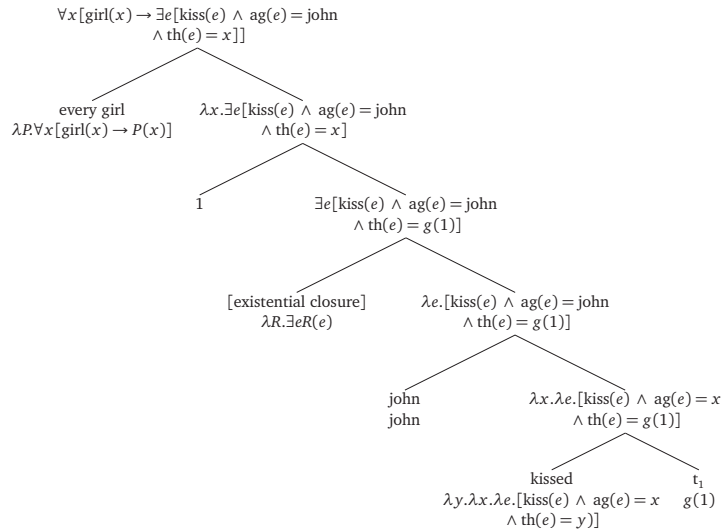 ∀x[girl(x) → ∃e[kiss(e) ∧ ag(e) = john
∧ th(e) = x]]
every girl
λP.∀x[girl(x) → P(x)]
λx.∃e[kiss(e) ∧ ag(e) = john
∧ th(e) = x]
1
∃e[kiss(e) ∧ ag(e) = john
∧ th(e) = g(1)]
[existential closure]
λR.∃eR(e)
λe.[kiss(e) ∧ ag(e) = john
∧ th(e) = g(1)]
john
john
λx.λe.[kiss(e) ∧ ag(e) = x
∧ th(e) = g(1)]
kissed
λy.λx.λe.[kiss(e) ∧ ag(e) = x
∧ th(e) = y)]
t₁
g(1)